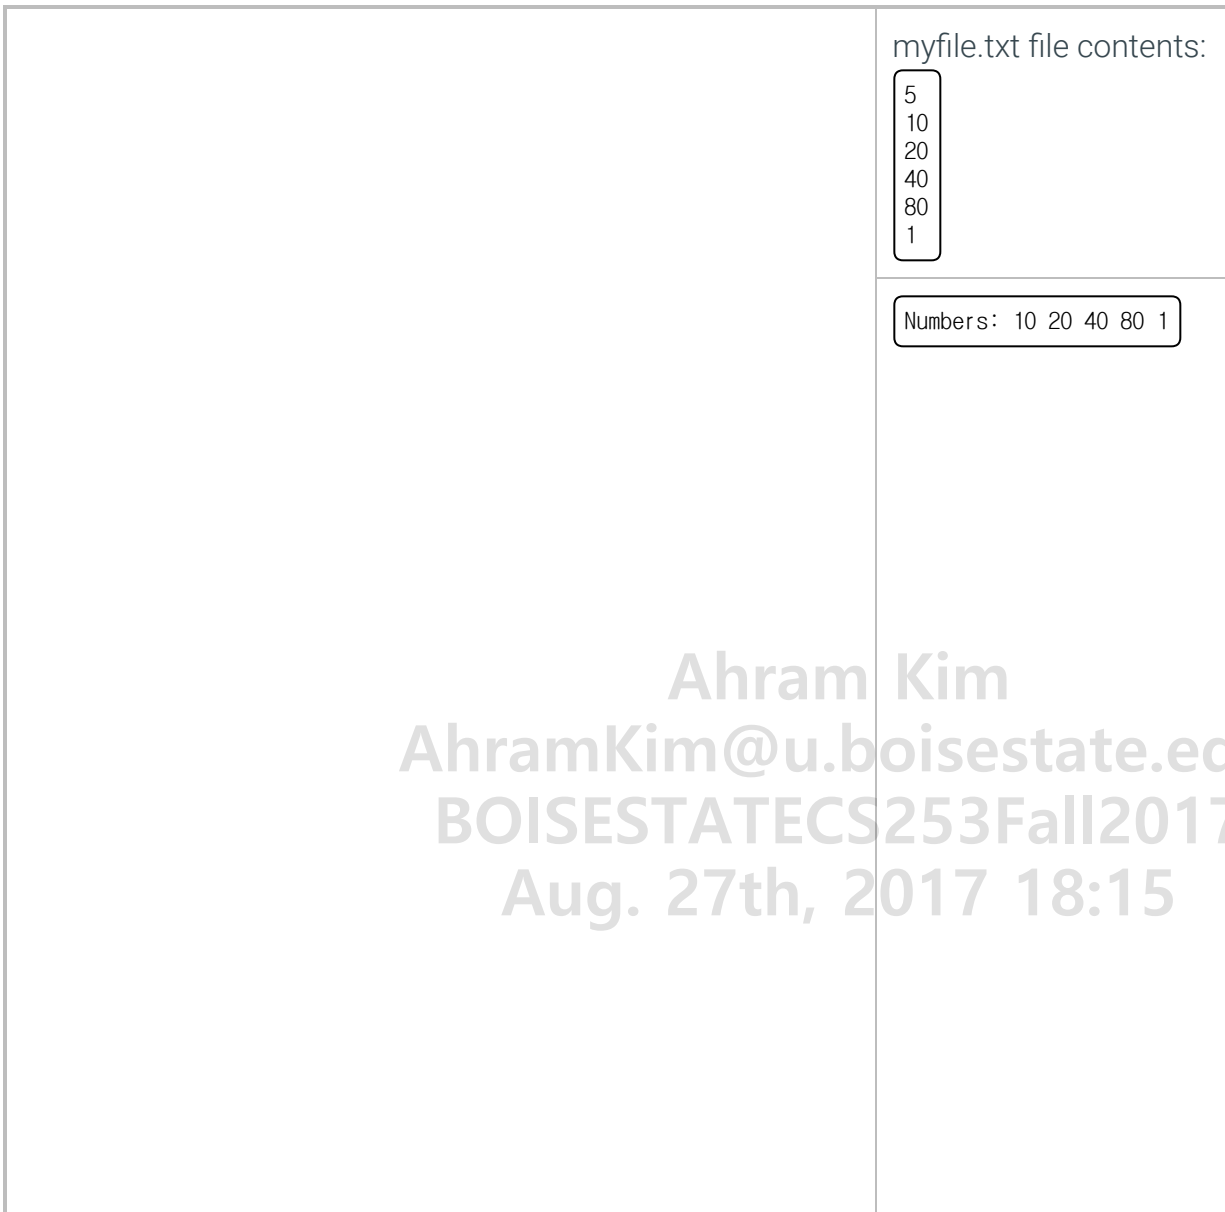 myfile.txt file contents:
5
10
20
40
80
1
Numbers: 10 20 40 80 1
Ahram Kim
AhramKim@u.boisestate.ed
BOISESTATECS253Fall2017
Aug. 27th, 2017 18:15